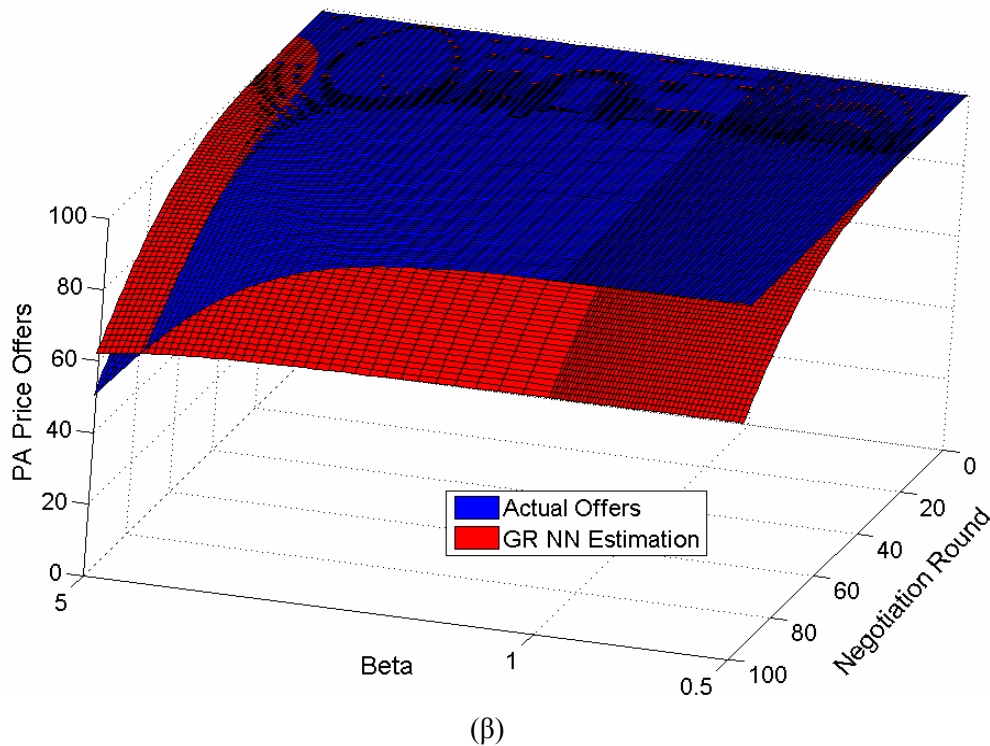 PA Price Offers
100
80
60
40
20
0
5
1
0.5
Beta
0
20
40
60
80
100
Negotiation Round
Actual Offers
GR NN Estimation
(β)